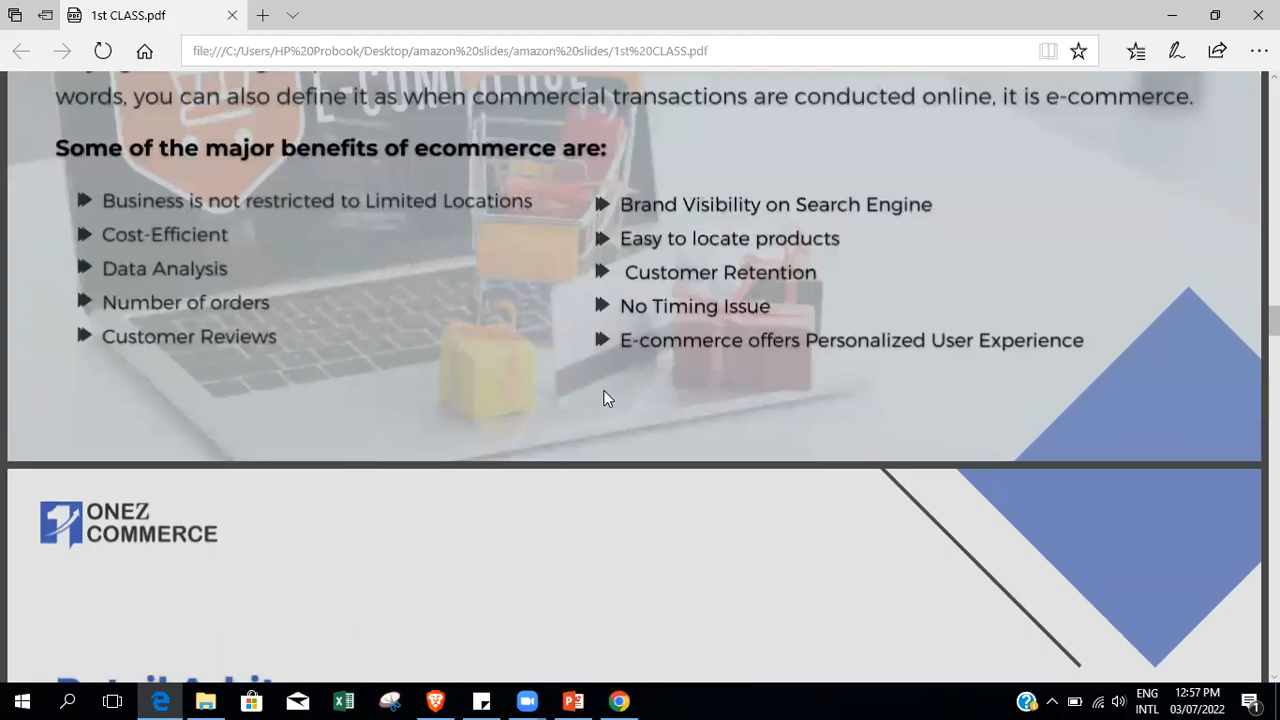 1st CLASS.pdf
file:///C:/Users/HP%20Probook/Desktop/amazon%20slides/amazon%20slides/1st%20CLASS.pdf
E-COMMERCE
words, you can also define it as when commercial transactions are conducted online, it is e-commerce.
Some of the major benefits of ecommerce are:
Business is not restricted to Limited Locations
Cost-Efficient
Data Analysis
Number of orders
Customer Reviews
Brand Visibility on Search Engine
Easy to locate products
Customer Retention
No Timing Issue
E-commerce offers Personalized User Experience
1 ONEZ
COMMERCE
ENG
INTL
12:57 PM
03/07/2022